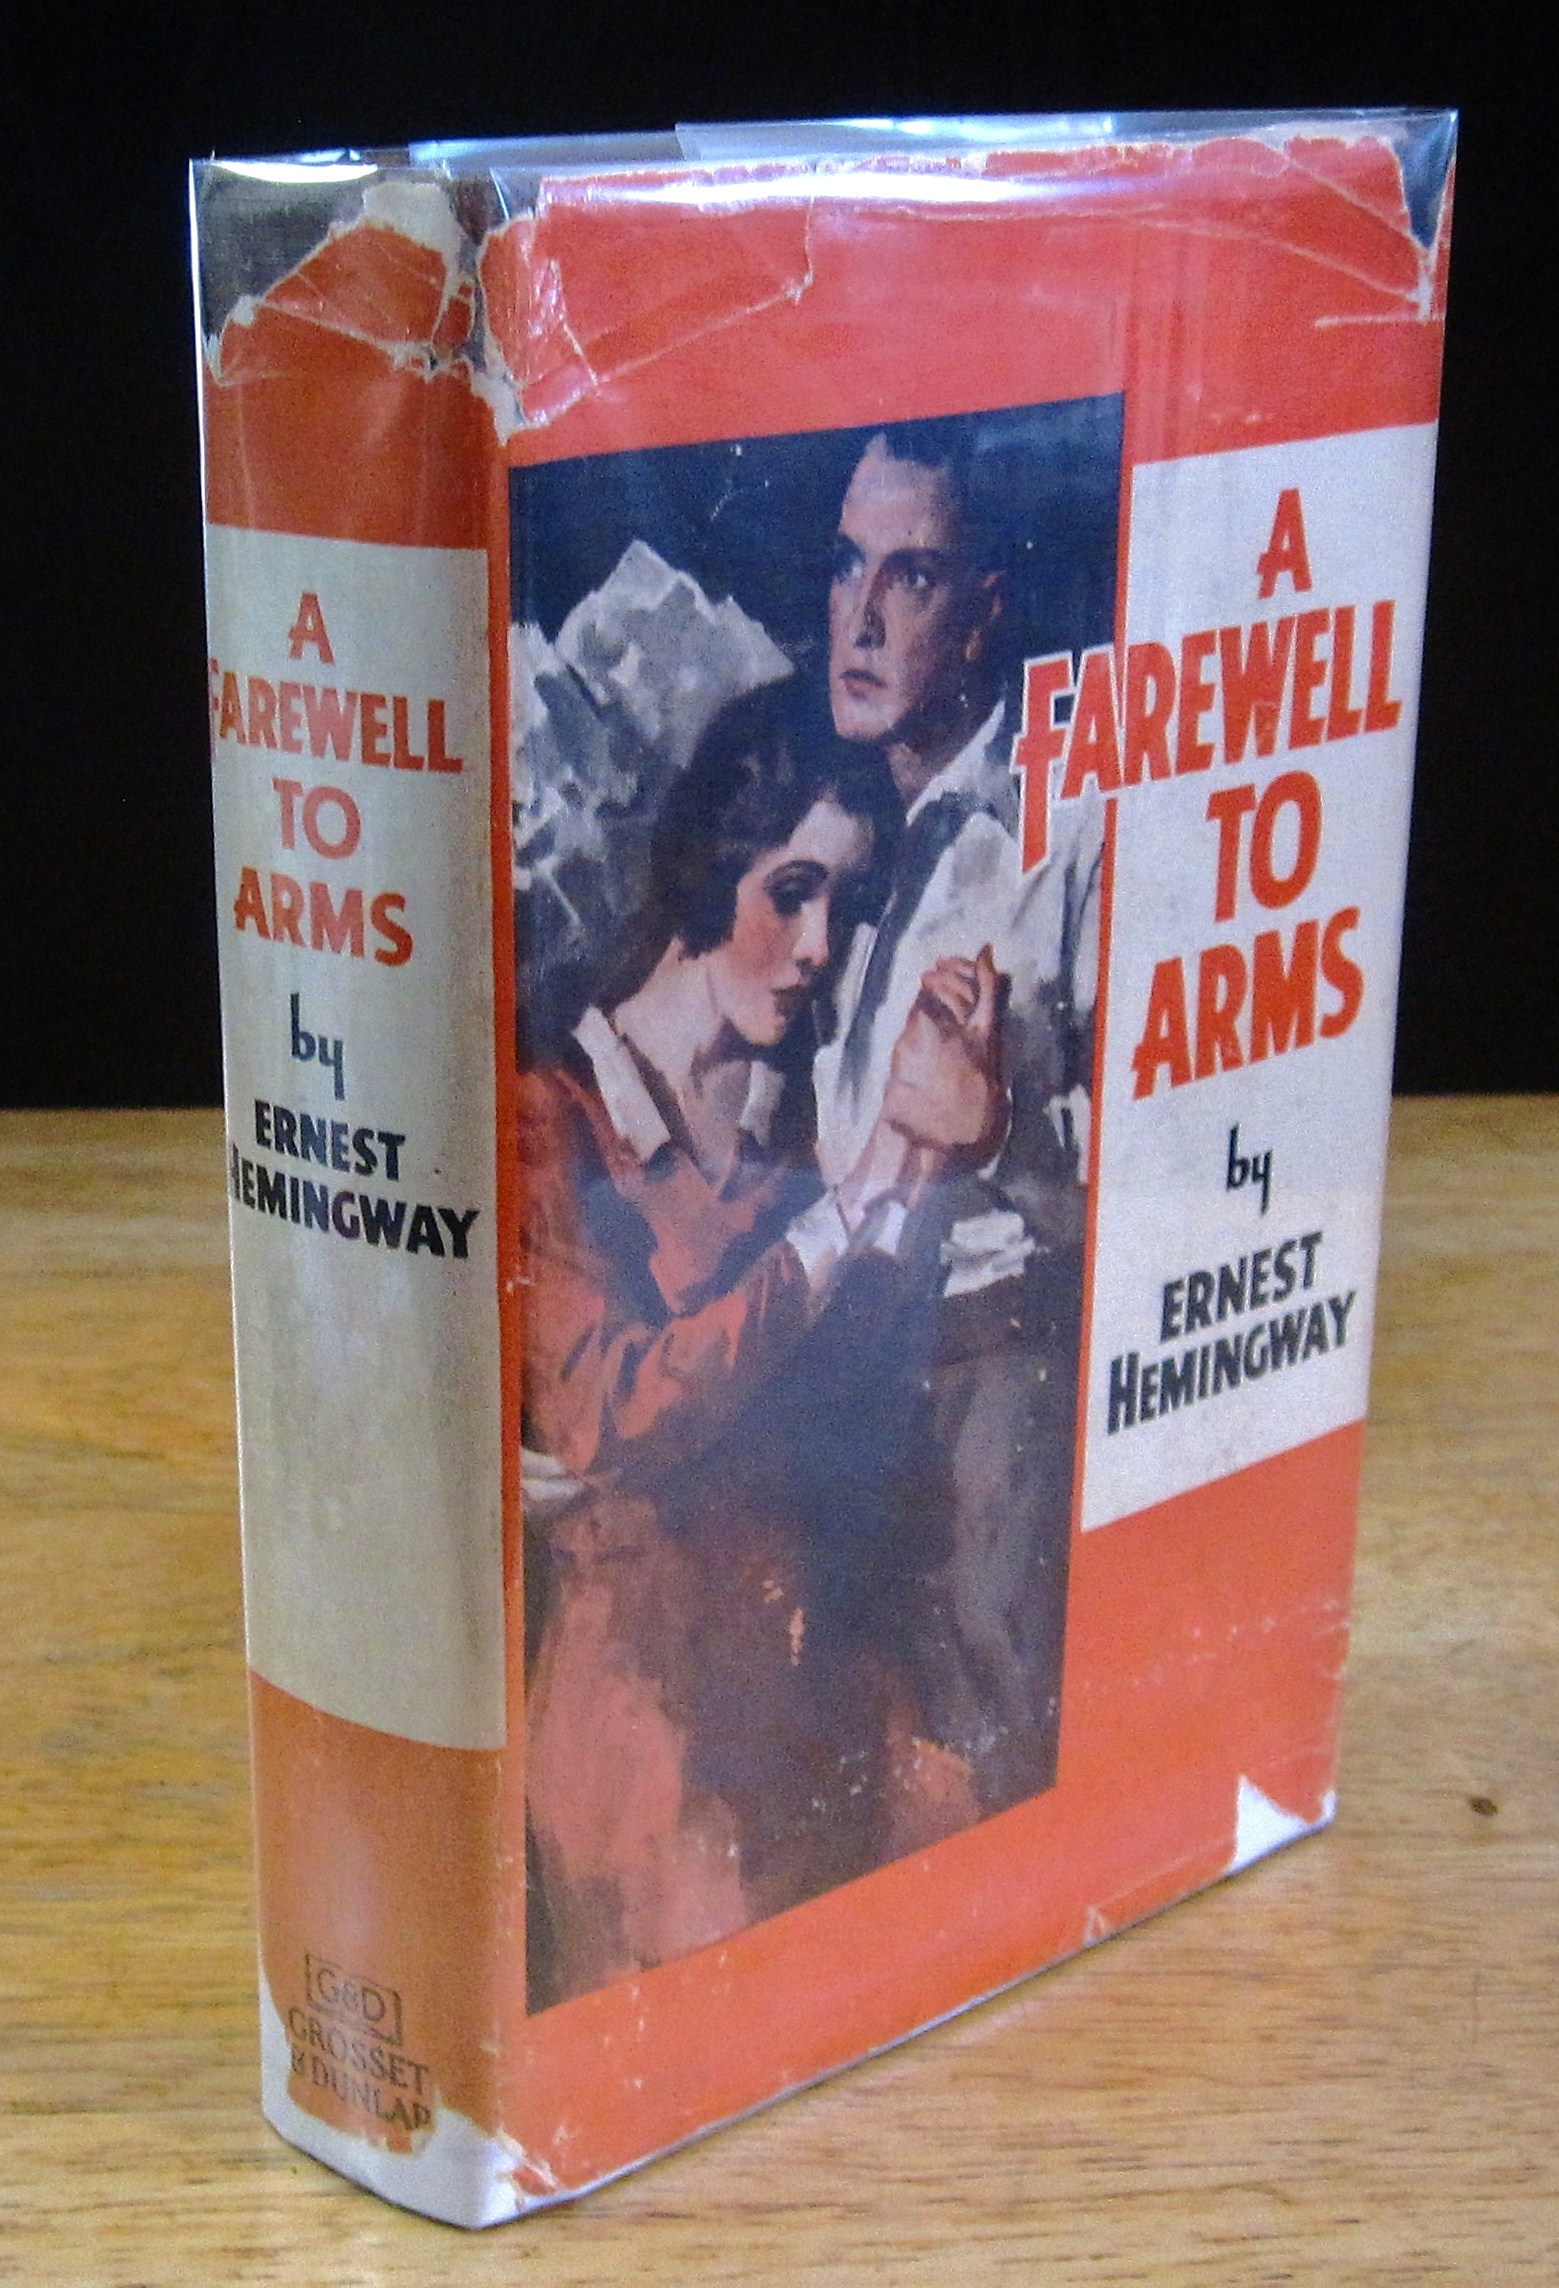 A
FAREWELL
TO
ARMS
by
ERNEST
HEMINGWAY
G&D
GROSSET
& DUNLAP
A
FAREWELL
TO
ARMS
by
ERNEST
HEMINGWAY